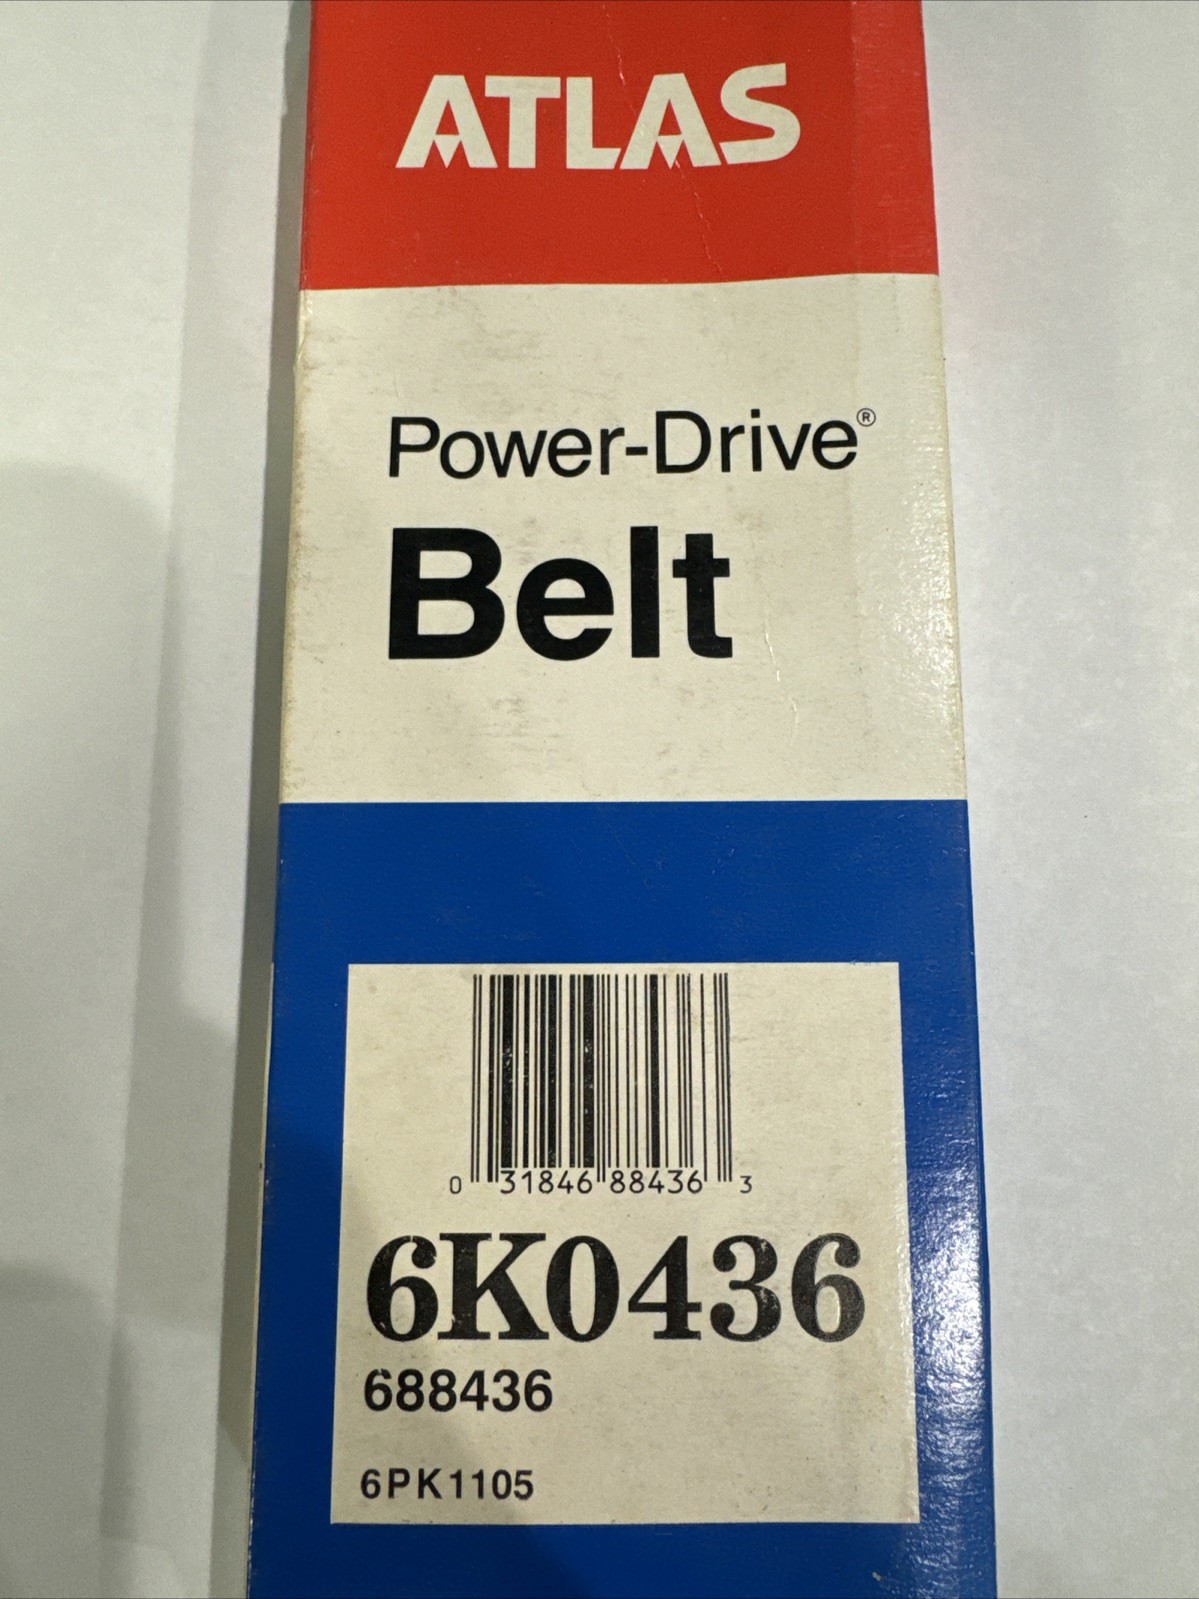 ATLAS
Power-Drive®
Belt
0 31846 88436 3
6K0436
688436
6PK1105